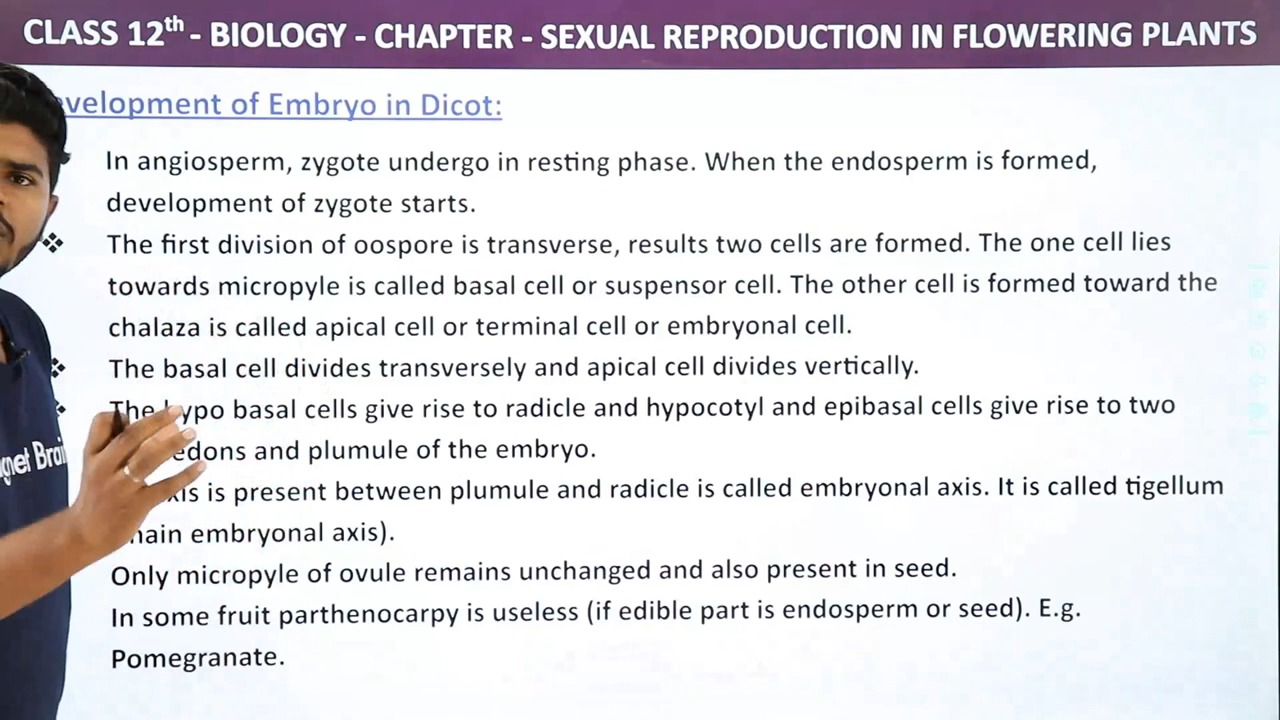 CLASS 12th - BIOLOGY - CHAPTER - SEXUAL REPRODUCTION IN FLOWERING PLANTS
velopment of Embryo in Dicot:
In angiosperm, zygote undergo in resting phase. When the endosperm is formed,
development of zygote starts.
The first division of oospore is transverse, results two cells are formed. The one cell lies
towards micropyle is called basal cell or suspensor cell. The other cell is formed toward the
chalaza is called apical cell or terminal cell or embryonal cell.
The basal cell divides transversely and apical cell divides vertically.
The ypo basal cells give rise to radicle and hypocotyl and epibasal cells give rise to two
edons and plumule of the embryo.
is present between plumule and radicle is called embryonal axis. It is called tigellum
embryonal axis).
Only micropyle of ovule remains unchanged and also present in seed.
In some fruit parthenocarpy is useless (if edible part is endosperm or seed). E.g.
Pomegranate.
gnet Brai